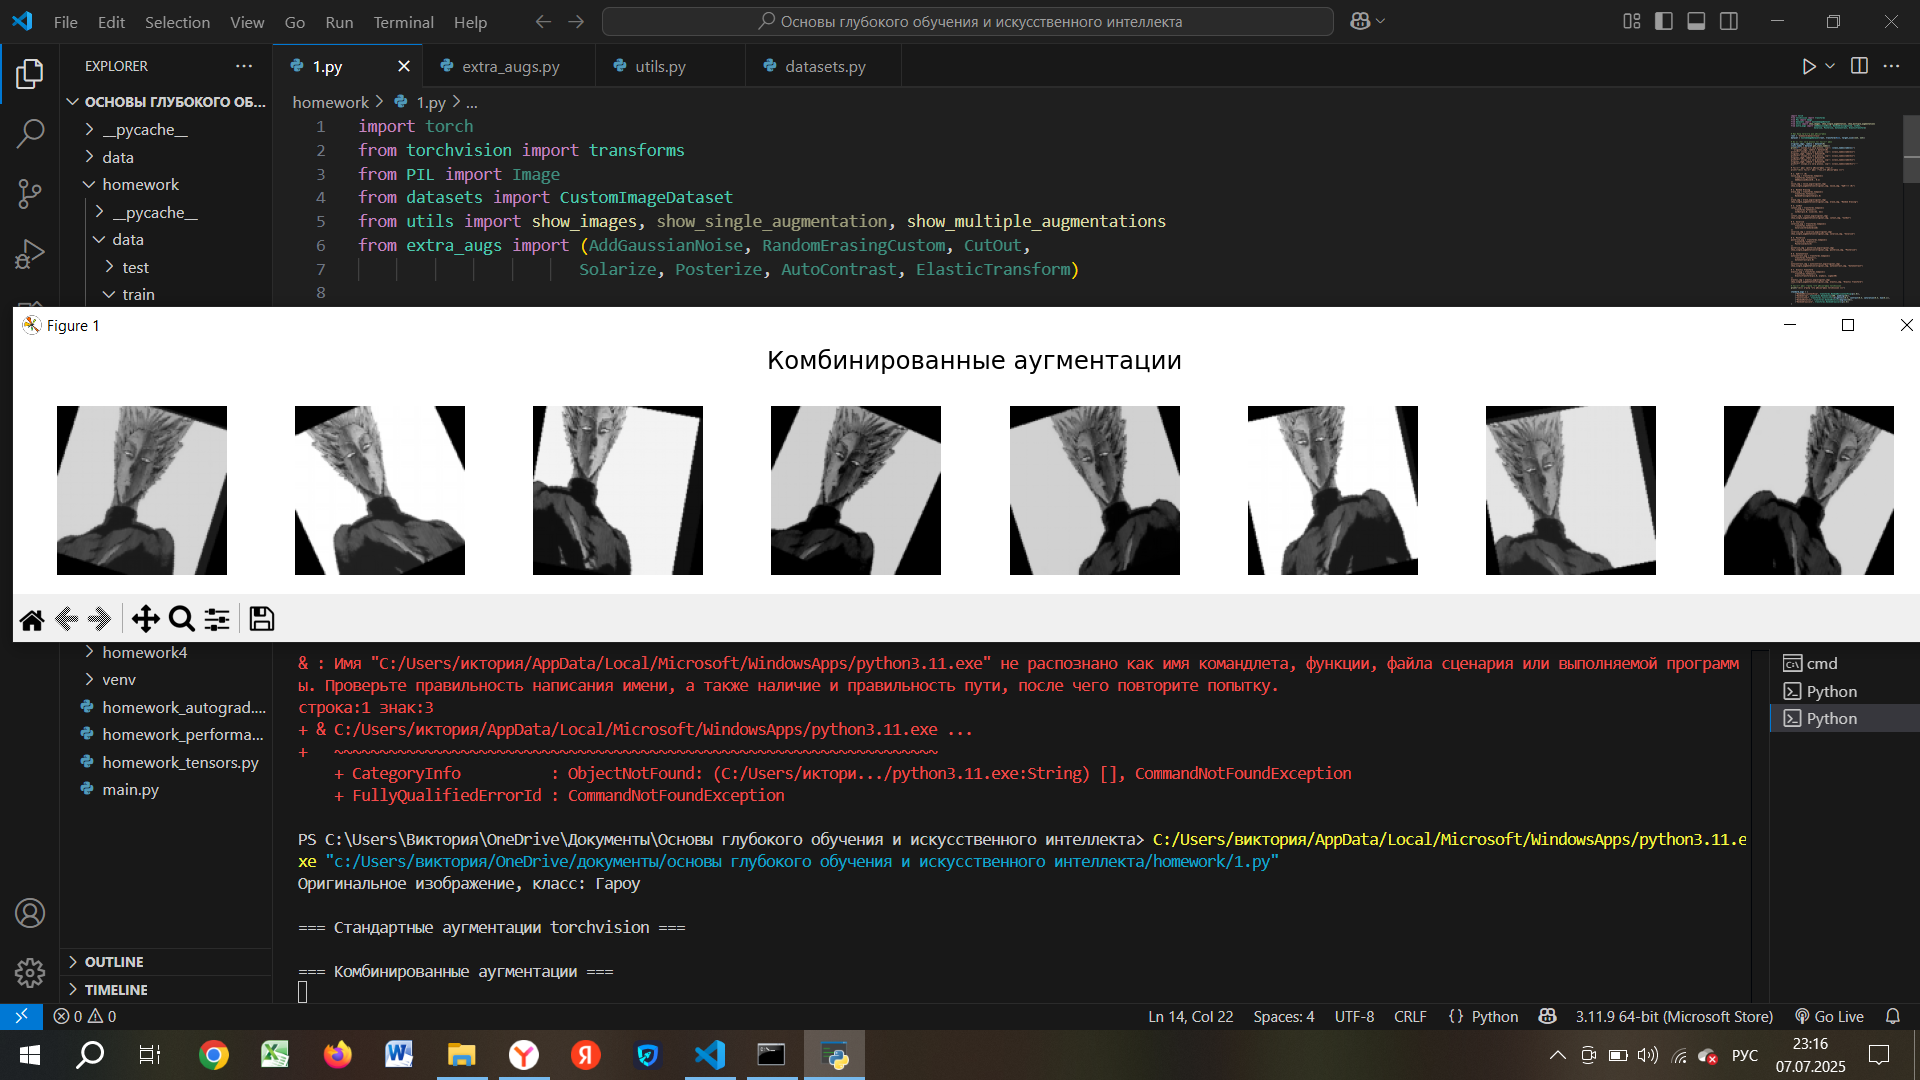 File Edit Selection View Go Run Terminal Help
Основы глубокого обучения и искусственного интеллекта
EXPLORER
1.py
extra_augs.py
utils.py
datasets.py
ОСНОВЫ ГЛУБОКОГО ОБ...
__pycache__
data
homework
__pycache__
data
test
train
homework > 1.py > ...
1 import torch
2 from torchvision import transforms
3 from PIL import Image
4 from datasets import CustomImageDataset
5 from utils import show_images, show_single_augmentation, show_multiple_augmentations
6 from extra_augs import (AddGaussianNoise, RandomErasingCustom, CutOut,
7 Solarize, Posterize, AutoContrast, ElasticTransform)
8
Figure 1
Комбинированные аугментации
homework4
venv
homework_autograd....
homework_performa...
homework_tensors.py
main.py
OUTLINE
TIMELINE
& : Имя "C:/Users/иктория/AppData/Local/Microsoft/WindowsApps/python3.11.exe" не распознано как имя командлета, функции, файла сценария или выполняемой программ
ы. Проверьте правильность написания имени, а также наличие и правильность пути, после чего повторите попытку.
строка:1 знак:3
+ & C:/Users/иктория/AppData/Local/Microsoft/WindowsApps/python3.11.exe ...
+ ~~~~~~~~~~~~~~~~~~~~~~~~~~~~~~~~~~~~~~~~~~~~~~~~~~~~~~~~~~~~~~~~~~~
+ CategoryInfo : ObjectNotFound: (C:/Users/иктори.../python3.11.exe:String) [], CommandNotFoundException
+ FullyQualifiedErrorId : CommandNotFoundException
PS C:\Users\Виктория\OneDrive\Документы\Основы глубокого обучения и искусственного интеллекта> C:/Users/виктория/AppData/Local/Microsoft/WindowsApps/python3.11.e
xe "c:/Users/виктория/OneDrive/документы/основы глубокого обучения и искусственного интеллекта/homework/1.py"
Оригинальное изображение, класс: Гароу
=== Стандартные аугментации torchvision ===
=== Комбинированные аугментации ===
cmd
Python
Python
0 0
Ln 14, Col 22 Spaces: 4 UTF-8 CRLF {} Python 3.11.9 64-bit (Microsoft Store) Go Live
РУС
23:16
07.07.2025